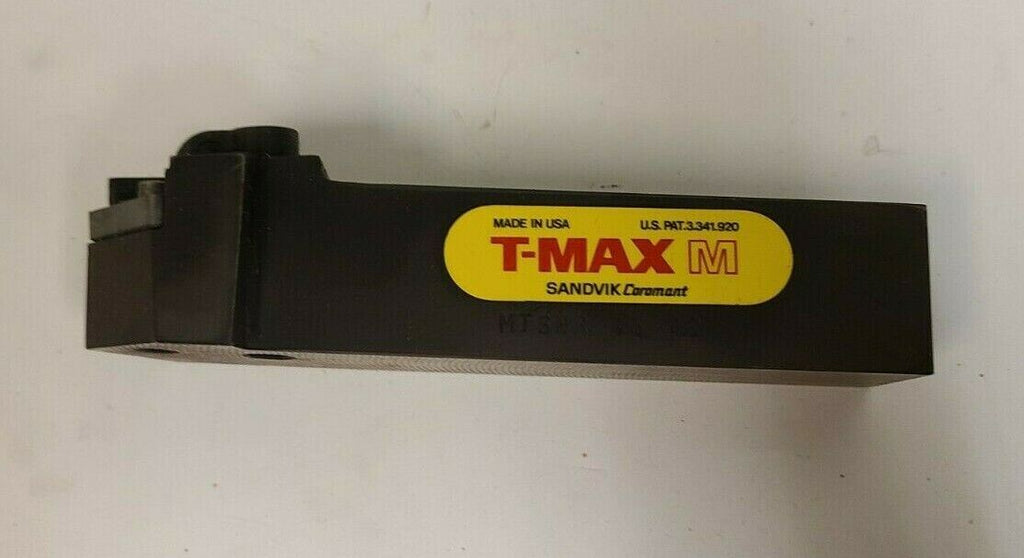 MADE IN USA U.S. PAT.3.341.920
T-MAX M
SANDVIK Coromant